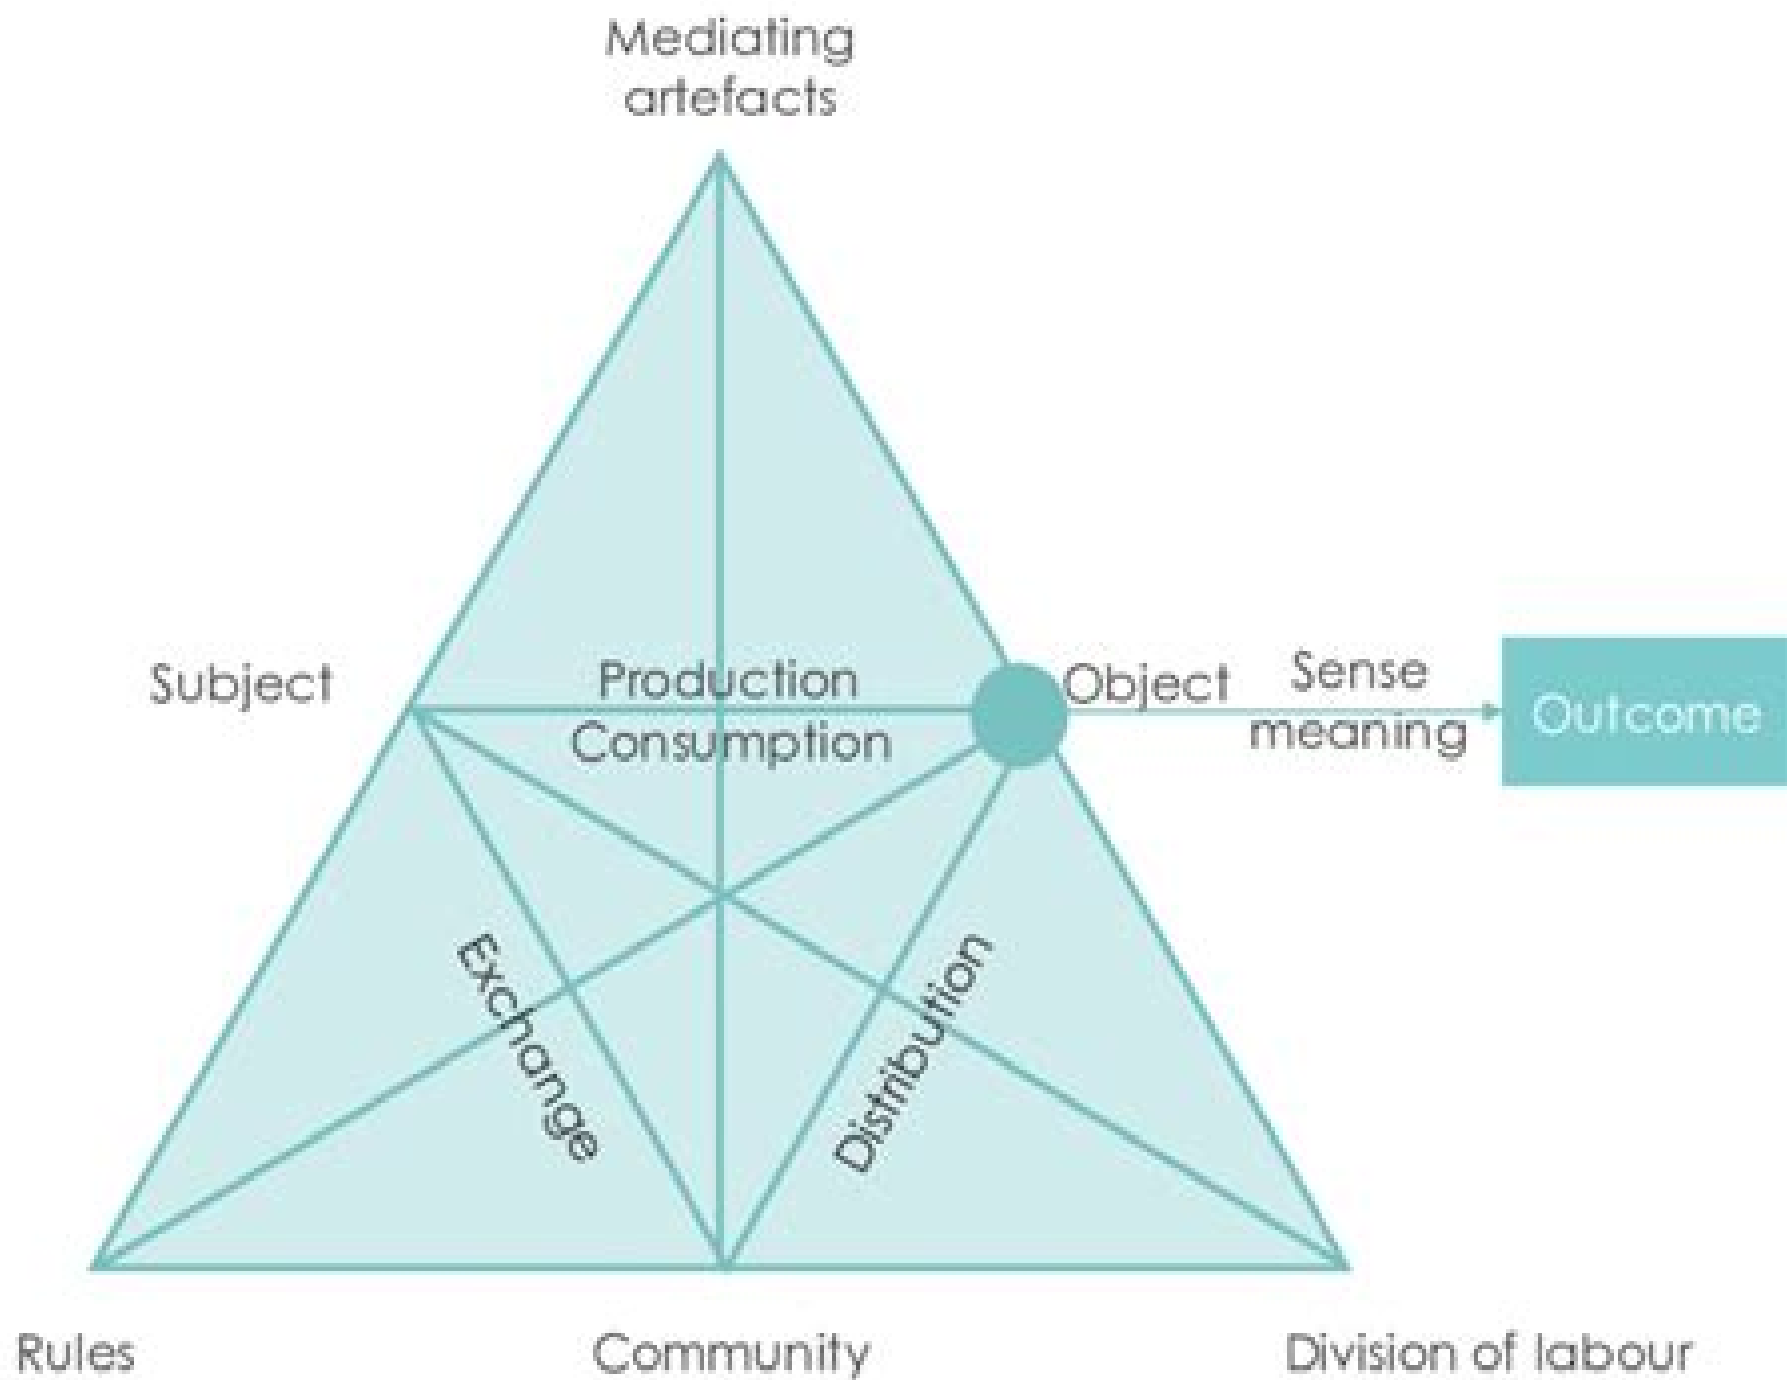 Mediating
artefacts
Subject
Production
Consumption
Object
Sense
meaning
Outcome
Exchange
Distribution
Rules
Community
Division of labour